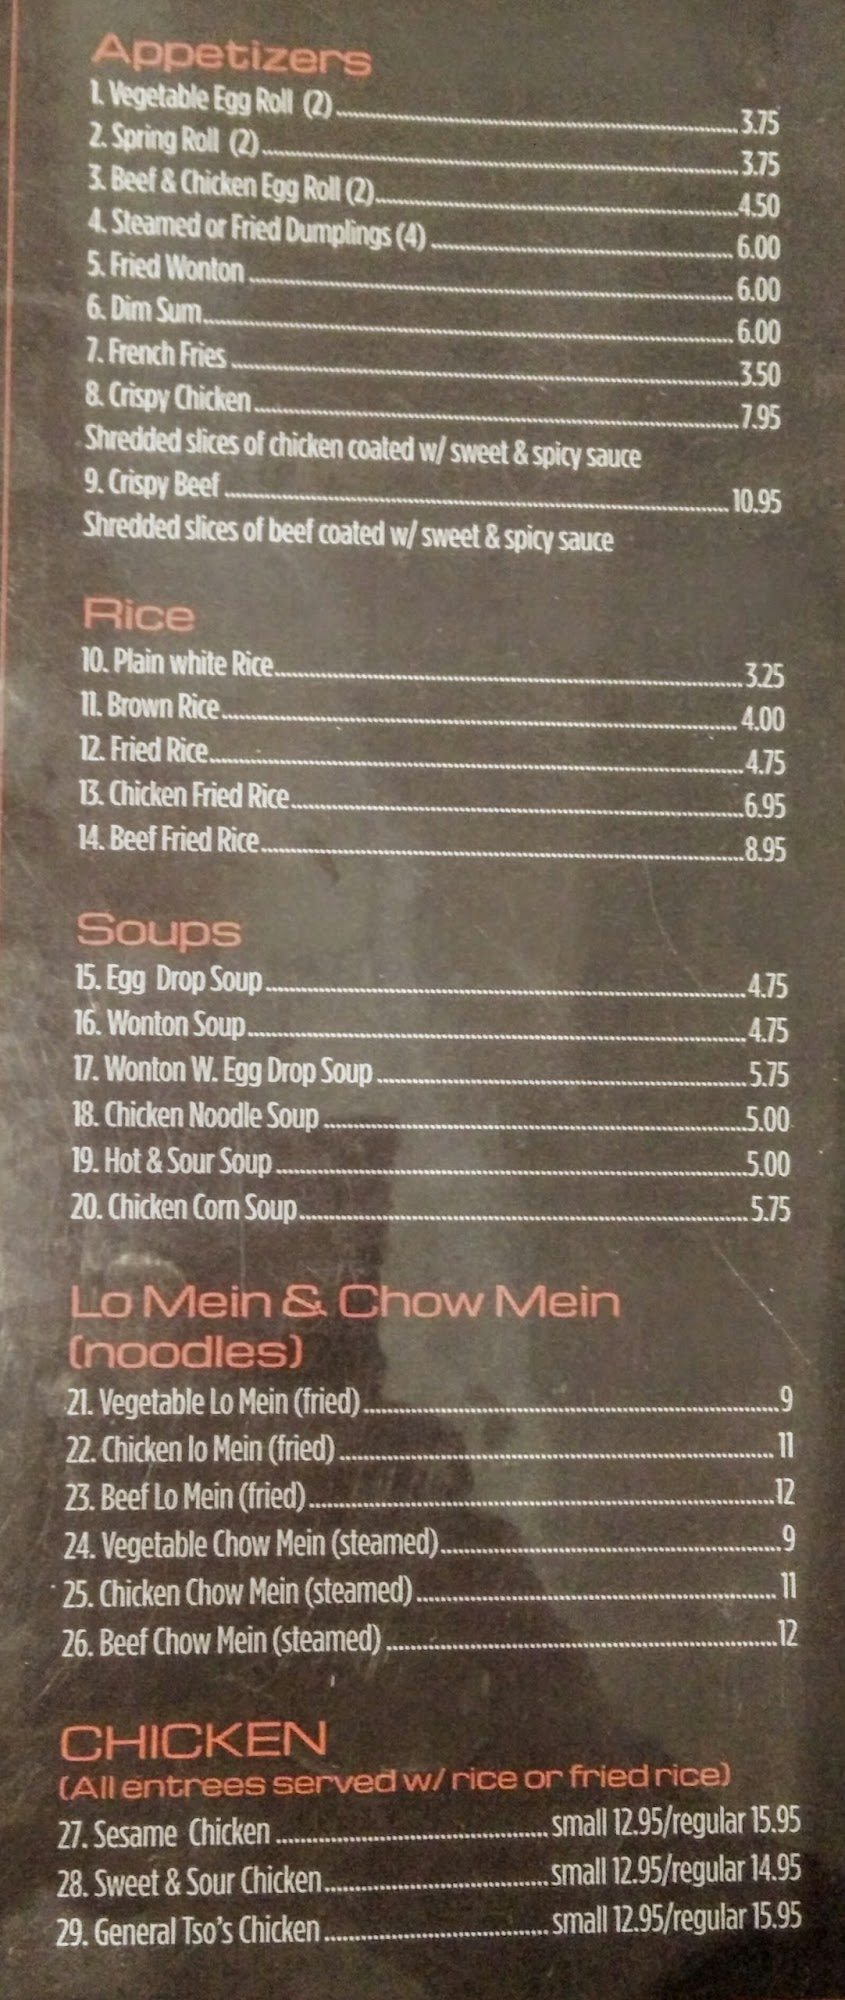 Appetizers
1. Vegetable Egg Roll (2) 3.75
2. Spring Roll (2) 3.75
3. Beef & Chicken Egg Roll (2) 4.50
4. Steamed or Fried Dumplings (4) 6.00
5. Fried Wonton 6.00
6. Dim Sum 6.00
7. French Fries 3.50
8. Crispy Chicken 7.95
Shredded slices of chicken coated w/ sweet & spicy sauce
9. Crispy Beef 10.95
Shredded slices of beef coated w/ sweet & spicy sauce
Rice
10. Plain white Rice 3.25
11. Brown Rice 4.00
12. Fried Rice 4.75
13. Chicken Fried Rice 6.95
14. Beef Fried Rice 8.95
Soups
15. Egg Drop Soup 4.75
16. Wonton Soup 4.75
17. Wonton W. Egg Drop Soup 5.75
18. Chicken Noodle Soup 5.00
19. Hot & Sour Soup 5.00
20. Chicken Corn Soup 5.75
Lo Mein & Chow Mein
(noodles)
21. Vegetable Lo Mein (fried) 9
22. Chicken lo Mein (fried) 11
23. Beef Lo Mein (fried) 12
24. Vegetable Chow Mein (steamed) 9
25. Chicken Chow Mein (steamed) 11
26. Beef Chow Mein (steamed) 12
CHICKEN
(All entrees served w/ rice or fried rice)
27. Sesame Chicken small 12.95/regular 15.95
28. Sweet & Sour Chicken small 12.95/regular 14.95
29. General Tso's Chicken small 12.95/regular 15.95